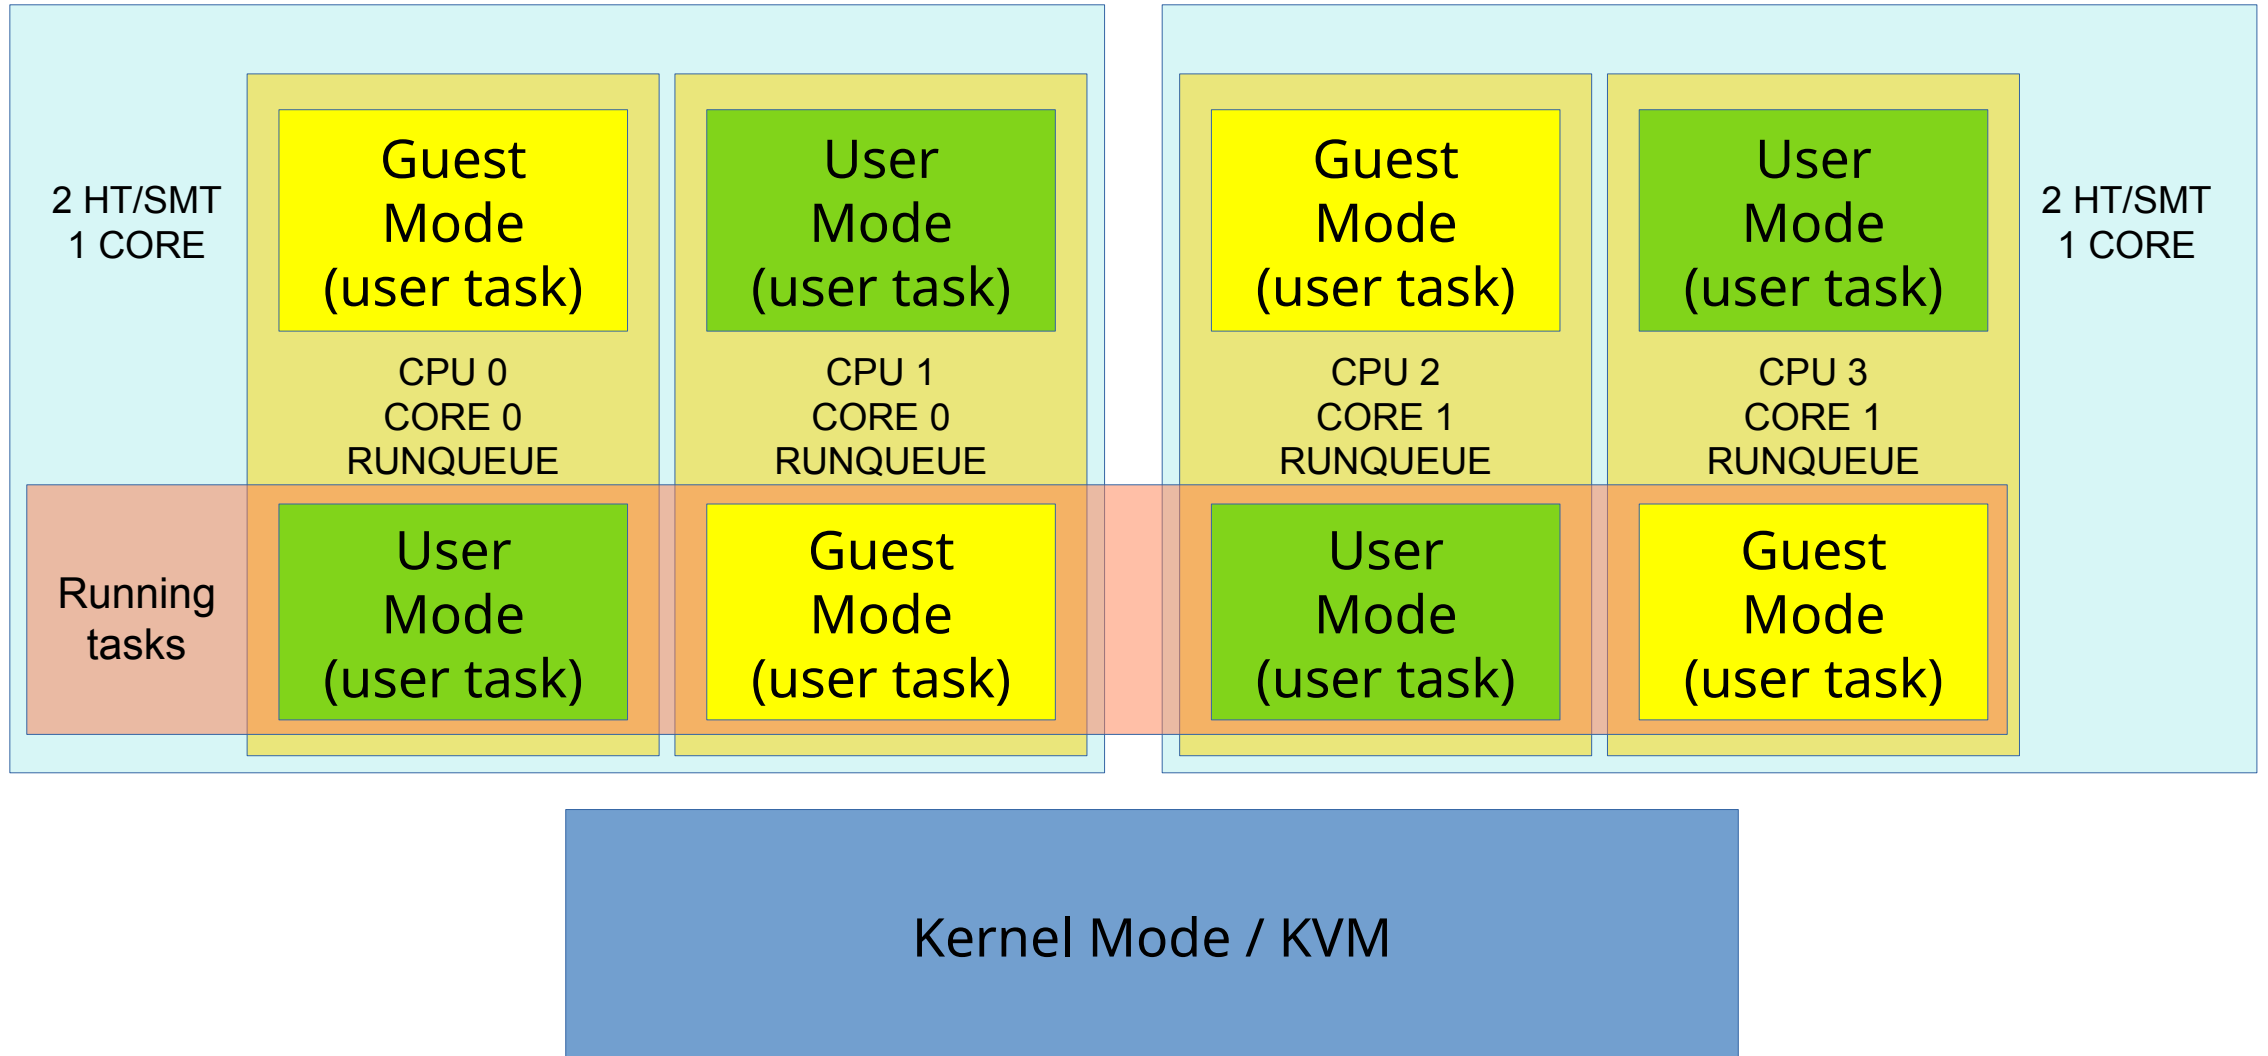 2 HT/SMT
1 CORE
Guest
Mode
(user task)
CPU 0
CORE 0
RUNQUEUE
User
Mode
(user task)
CPU 1
CORE 0
RUNQUEUE
Guest
Mode
(user task)
CPU 2
CORE 1
RUNQUEUE
User
Mode
(user task)
CPU 3
CORE 1
RUNQUEUE
2 HT/SMT
1 CORE
Running
tasks
User
Mode
(user task)
Guest
Mode
(user task)
User
Mode
(user task)
Guest
Mode
(user task)
Kernel Mode / KVM